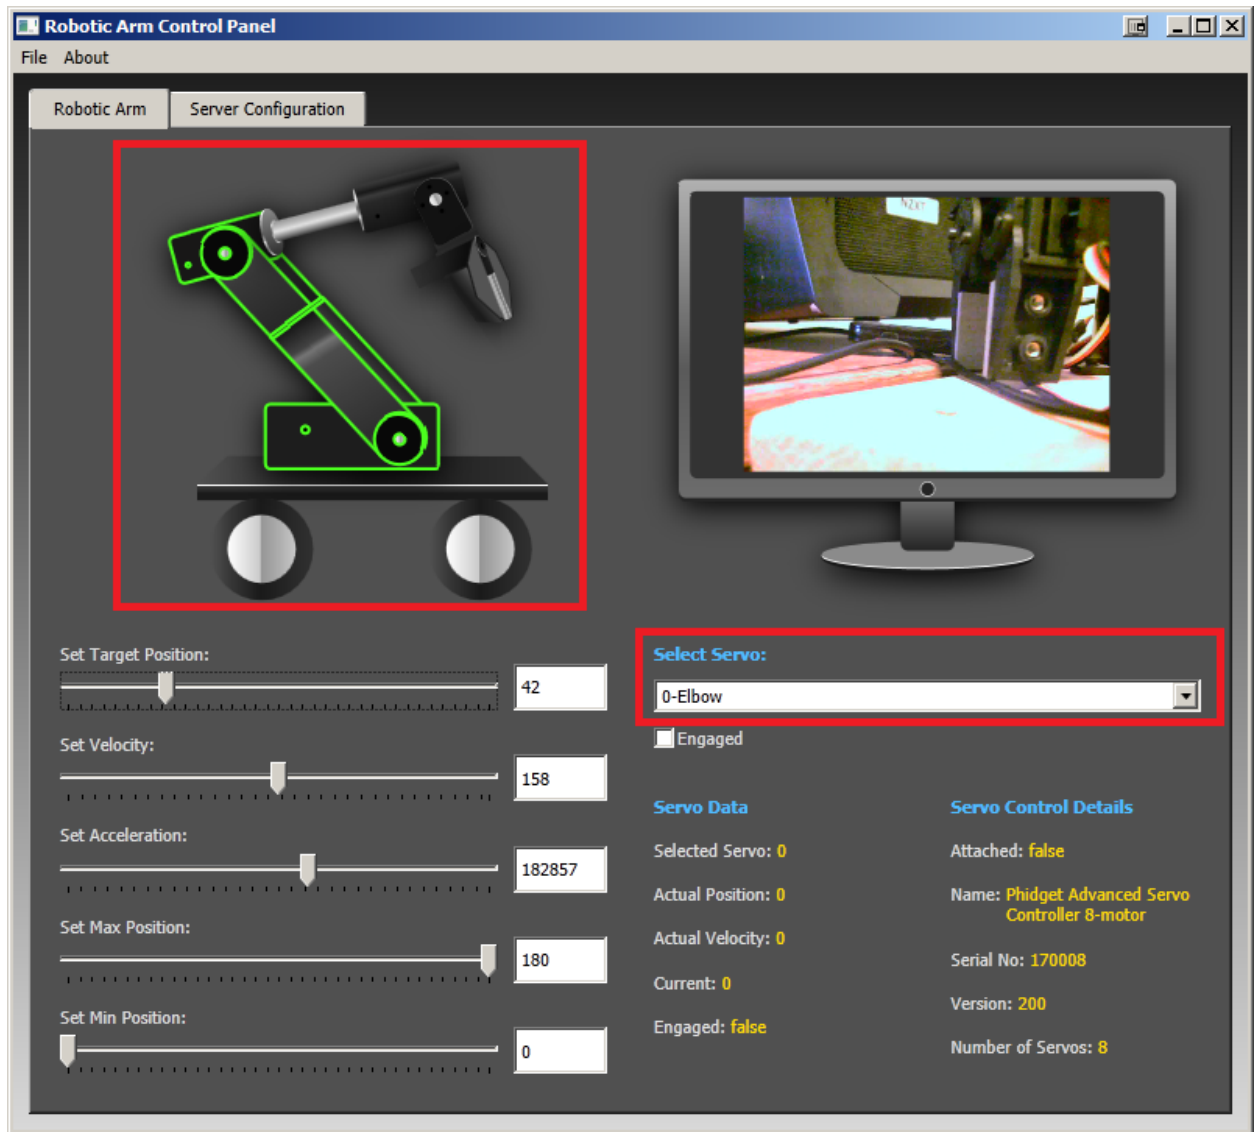 Robotic Arm Control Panel
File About
Robotic Arm Server Configuration
NZXT
Set Target Position:
42
Set Velocity:
158
Set Acceleration:
182857
Set Max Position:
180
Set Min Position:
0
Select Servo:
0-Elbow
Engaged
Servo Data
Selected Servo: 0
Actual Position: 0
Actual Velocity: 0
Current: 0
Engaged: false
Servo Control Details
Attached: false
Name: Phidget Advanced Servo
Controller 8-motor
Serial No: 170008
Version: 200
Number of Servos: 8